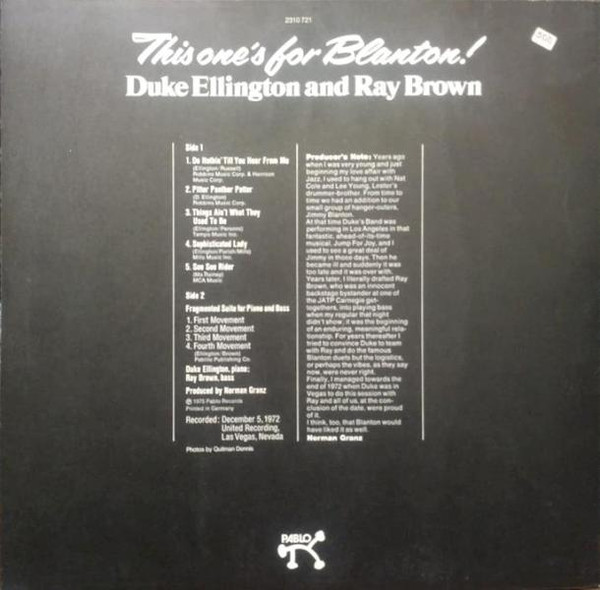 2310 721
This one's for Blanton!
Duke Ellington and Ray Brown
Side 1
1. Do Nothin' Till You Hear From Me
(Ellington/Russell)
Robbins Music Corp. & Harrison
Music Corp.
2. Pitter Panther Patter
(D. Ellington)
Robbins Music Corp.
3. Things Ain't What They
Used To Be
(Ellington/Persons)
Tempo Music Inc.
4. Sophisticated Lady
(Ellington/Parish/Mills)
Mills Music Inc.
5. See See Rider
(Ma Rainey)
MCA Music
Side 2
Fragmented Suite for Piano and Bass
1. First Movement
2. Second Movement
3. Third Movement
4. Fourth Movement
(Ellington/Brown)
Pablo Publishing Co.
Duke Ellington, piano;
Ray Brown, bass
Produced by Norman Granz
℗ 1975 Pablo Records
Printed in Germany
Recorded: December 5, 1972
United Recording,
Las Vegas, Nevada
Photos by Quitman Dennis
Producer's Note: Years ago
when I was very young and just
beginning my love affair with
Jazz, I used to hang out with Nat
Cole and Lee Young, Lester's
drummer-brother. From time to
time we had an addition to our
small group of hanger-outers,
Jimmy Blanton.
At that time Duke's Band was
performing in Los Angeles in that
fantastic, ahead-of-its-time
musical, Jump For Joy, and I
used to see a great deal of
Jimmy in those days. Then he
became ill and suddenly it was
too late and it was over with.
Years later, I literally drafted Ray
Brown, who was an innocent
backstage bystander at one of
the JATP Carnegie get-
togethers, into playing bass
when my regular that night
didn't show, it was the beginning
of an enduring, meaningful rela-
tionship. For years thereafter I
tried to convince Duke to team
with Ray and do the famous
Blanton duets but the logistics,
or perhaps the vibes, as they say
now, were never right.
Finally, I managed towards the
end of 1972 when Duke was in
Vegas to do this session with
Ray and all of us, at the con-
clusion of the date, were proud
of it.
I think, too, that Blanton would
have liked it as well.
Norman Granz
PABLO